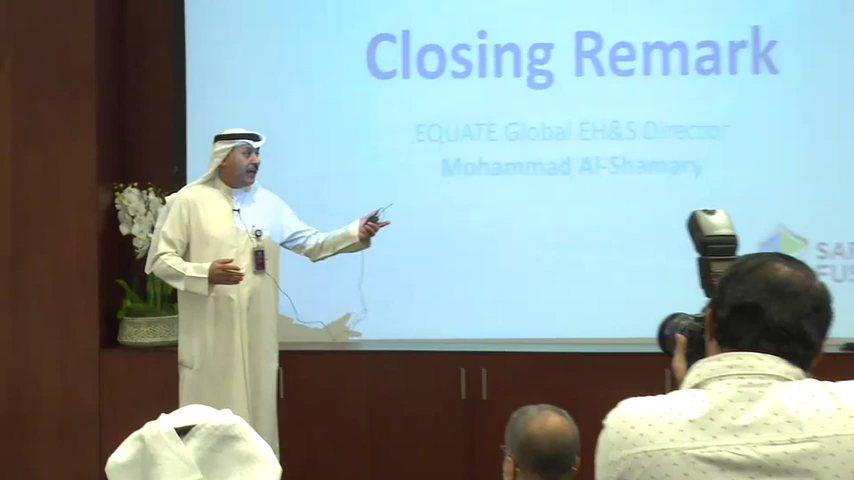 Closing Remark
EQUATE Global EH&S Director
Mohammad Al-Shamary